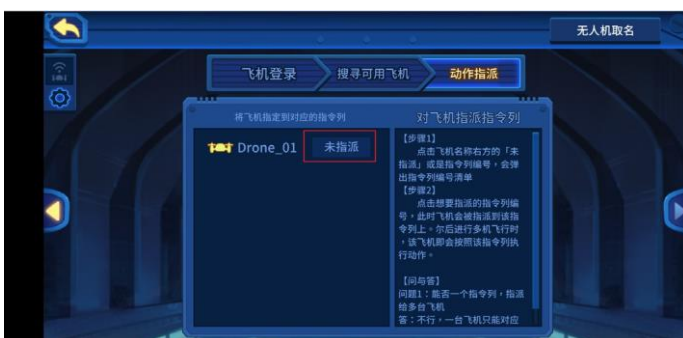 无人机取名
飞机登录
搜寻可用飞机
动作指派
将飞机指定到对应的指令列
Drone_01
未指派
对飞机指派指令列
【步骤1】
点击飞机名称右方的「未
指派」或是指令列编号，会弹
出指令列编号清单
【步骤2】
点击想要指派的指令列编
号，此时飞机会被指派到该指
令列上。尔后进行多机飞行时
，该飞机即会按照该指令列执
行动作。
【问与答】
问题1：能否一个指令列，指派
给多台飞机
答：不行，一台飞机只能对应